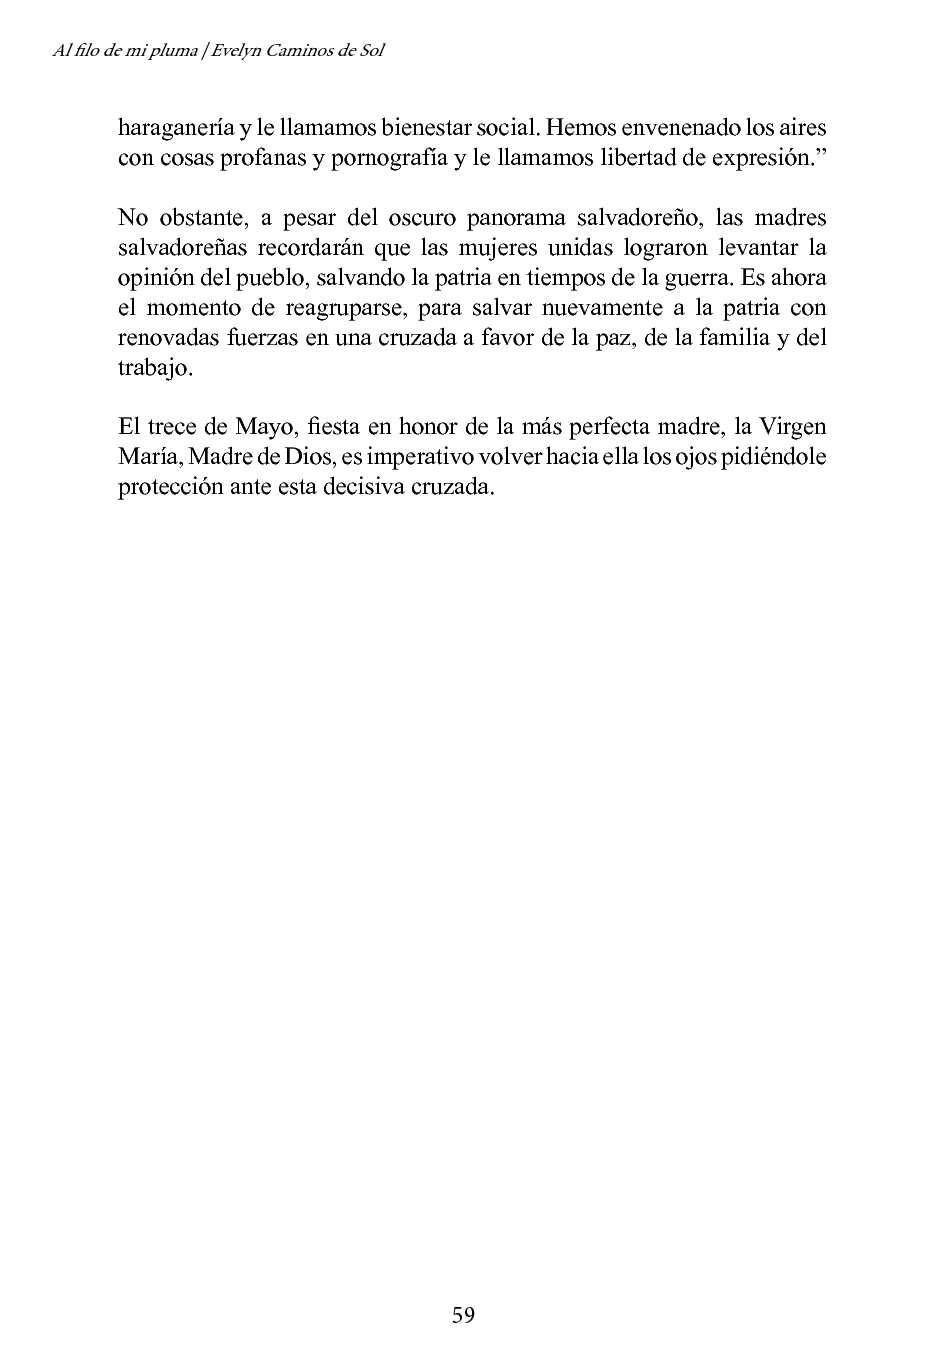 Al filo de mi pluma / Evelyn Caminos de Sol
haraganería y le llamamos bienestar social. Hemos envenenado los aires
con cosas profanas y pornografía y le llamamos libertad de expresión.”
No obstante, a pesar del oscuro panorama salvadoreño, las madres
salvadoreñas recordarán que las mujeres unidas lograron levantar la
opinión del pueblo, salvando la patria en tiempos de la guerra. Es ahora
el momento de reagruparse, para salvar nuevamente a la patria con
renovadas fuerzas en una cruzada a favor de la paz, de la familia y del
trabajo.
El trece de Mayo, fiesta en honor de la más perfecta madre, la Virgen
María, Madre de Dios, es imperativo volver hacia ella los ojos pidiéndole
protección ante esta decisiva cruzada.
59